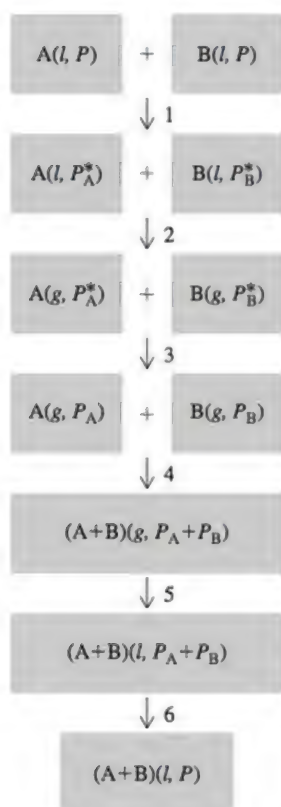 A(l, P) + B(l, P)
↓ 1
A(l, P*A) + B(l, P*B)
↓ 2
A(g, P*A) + B(g, P*B)
↓ 3
A(g, PA) + B(g, PB)
↓ 4
(A+B)(g, PA+PB)
↓ 5
(A+B)(l, PA+PB)
↓ 6
(A+B)(l, P)